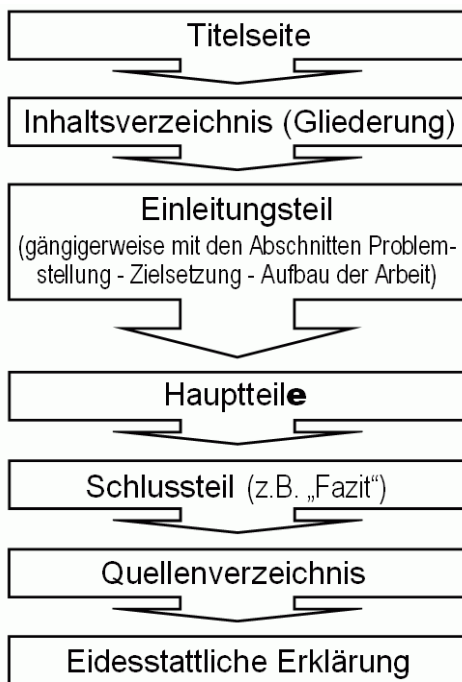 Titelseite
Inhaltsverzeichnis (Gliederung)
Einleitungsteil
(gängigerweise mit den Abschnitten Problem-
stellung - Zielsetzung - Aufbau der Arbeit)
Hauptteile
Schlussteil (z.B. „Fazit“)
Quellenverzeichnis
Eidesstattliche Erklärung